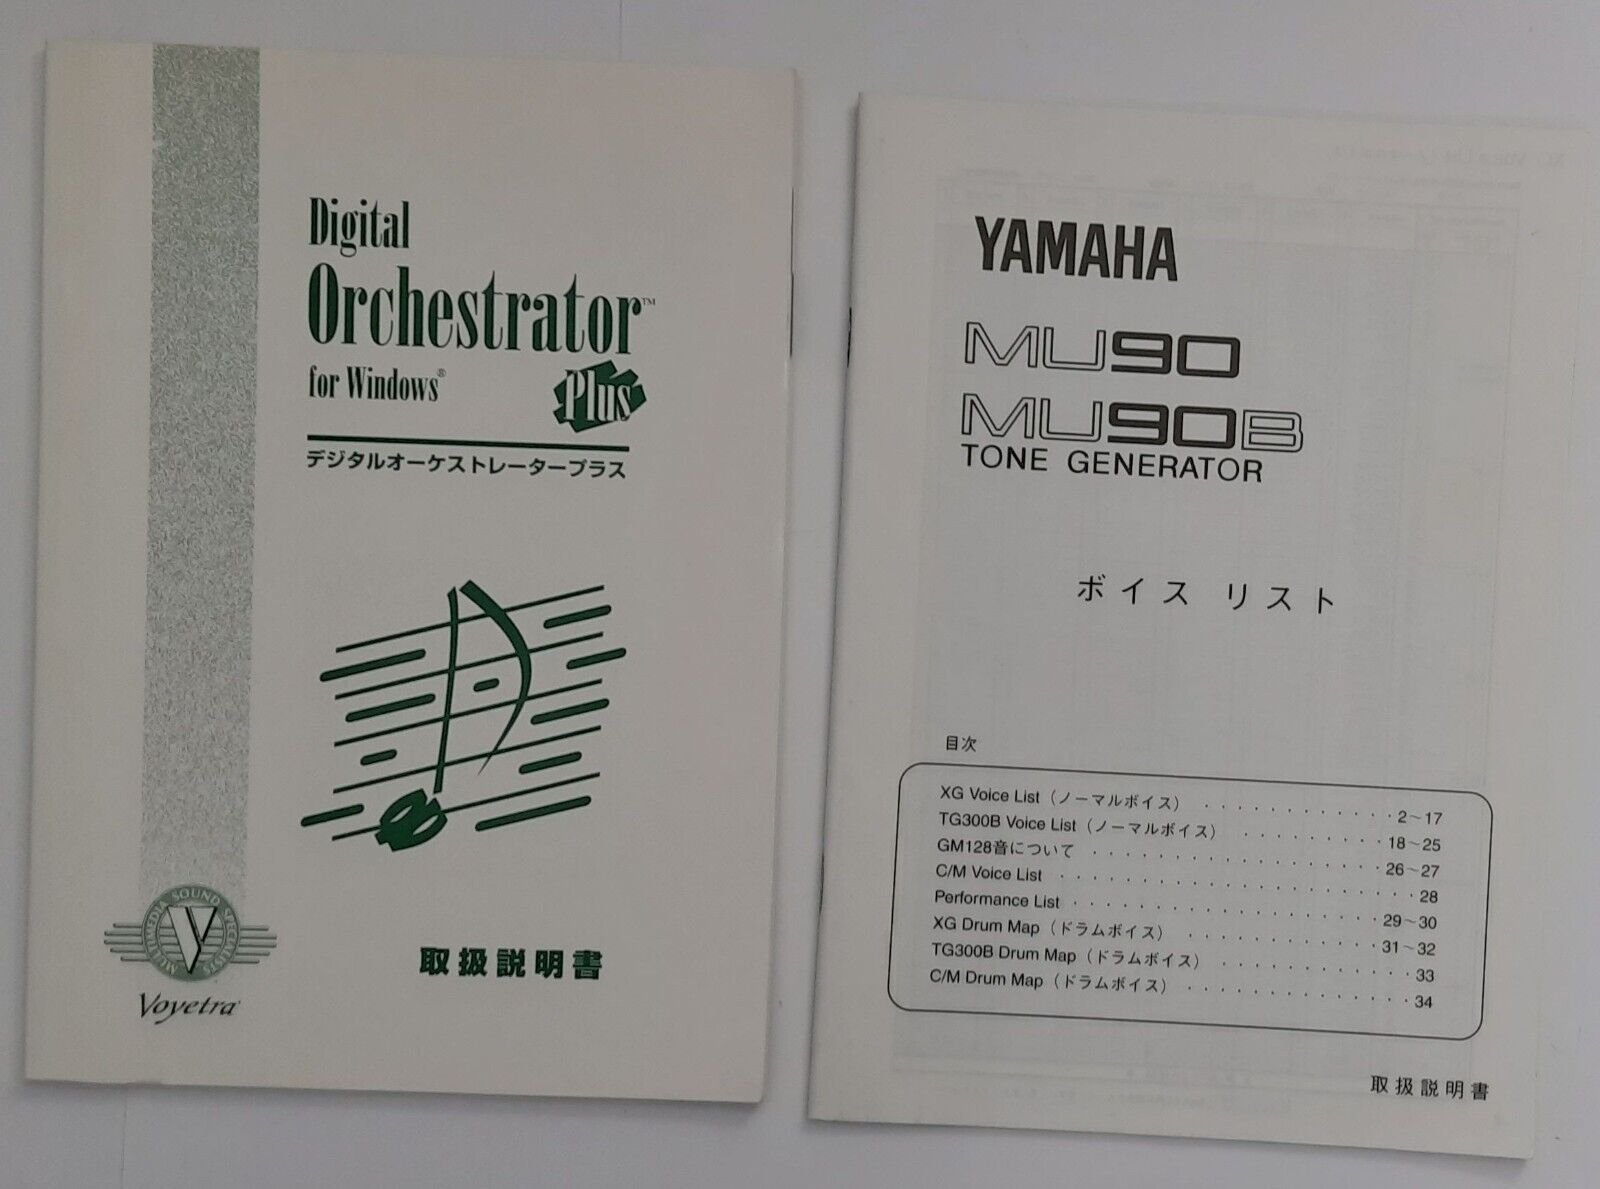 Digital
Orchestrator™
for Windows®
Plus
デジタルオーケストレータープラス
MULTIMEDIA SOUND SPECIALISTS
Voyetra
取扱説明書
YAMAHA
MU90
MU90B
TONE GENERATOR
ボイス リスト
目次
XG Voice List（ノーマルボイス） ・・・・・・・・・・・ 2～17
TG300B Voice List（ノーマルボイス） ・・・・・・・・・ 18～25
GM128音について ・・・・・・・・・・・・・・・・・・ 26～27
C/M Voice List ・・・・・・・・・・・・・・・・・・・・・ 28
Performance List ・・・・・・・・・・・・・・・・・・・ 29～30
XG Drum Map（ドラムボイス） ・・・・・・・・・・・・ 31～32
TG300B Drum Map（ドラムボイス） ・・・・・・・・・・・ 33
C/M Drum Map（ドラムボイス） ・・・・・・・・・・・・・ 34
取扱説明書